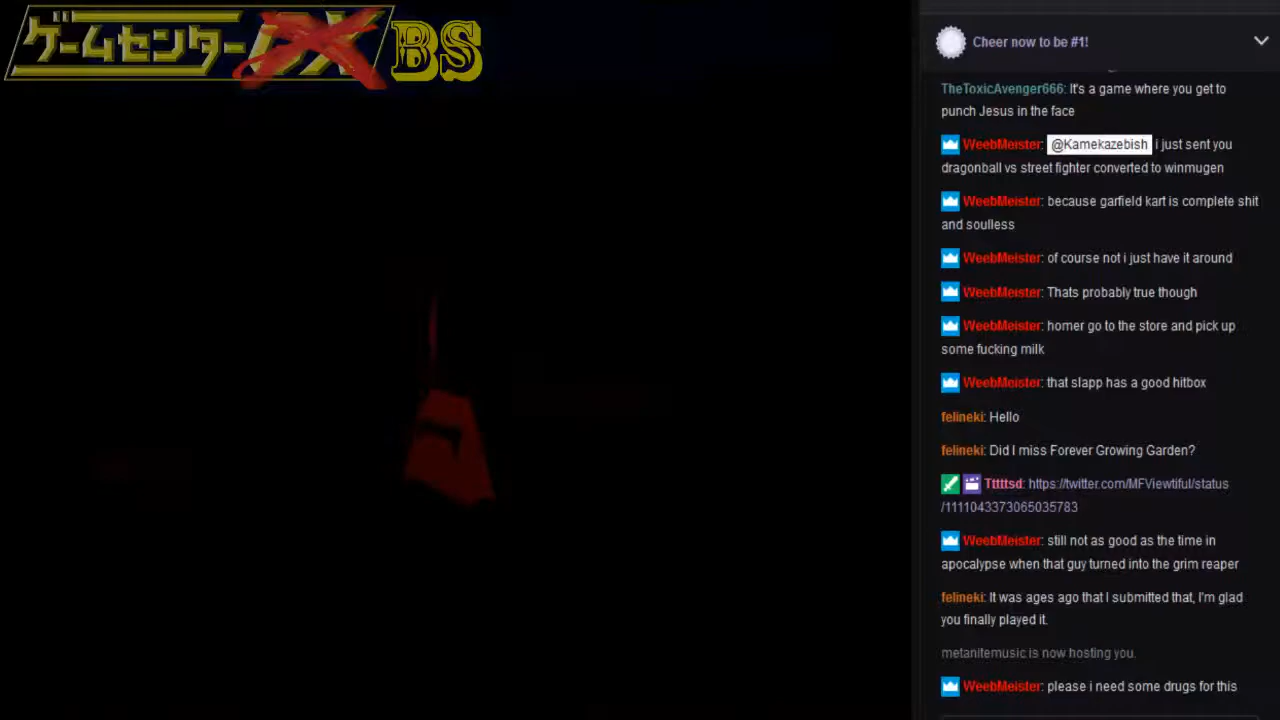 ゲームセンターDX BS
Cheer now to be #1!
TheToxicAvenger666: It's a game where you get to
punch Jesus in the face
WeebMeister: @Kamekazebish i just sent you
dragonball vs street fighter converted to winmugen
WeebMeister: because garfield kart is complete shit
and soulless
WeebMeister: of course not i just have it around
WeebMeister: Thats probably true though
WeebMeister: homer go to the store and pick up
some fucking milk
WeebMeister: that slapp has a good hitbox
felineki: Hello
felineki: Did I miss Forever Growing Garden?
Tttttsd: https://twitter.com/MFViewtiful/status
/1111043373065035783
WeebMeister: still not as good as the time in
apocalypse when that guy turned into the grim reaper
felineki: It was ages ago that I submitted that, I'm glad
you finally played it.
metanitemusic is now hosting you.
WeebMeister: please i need some drugs for this